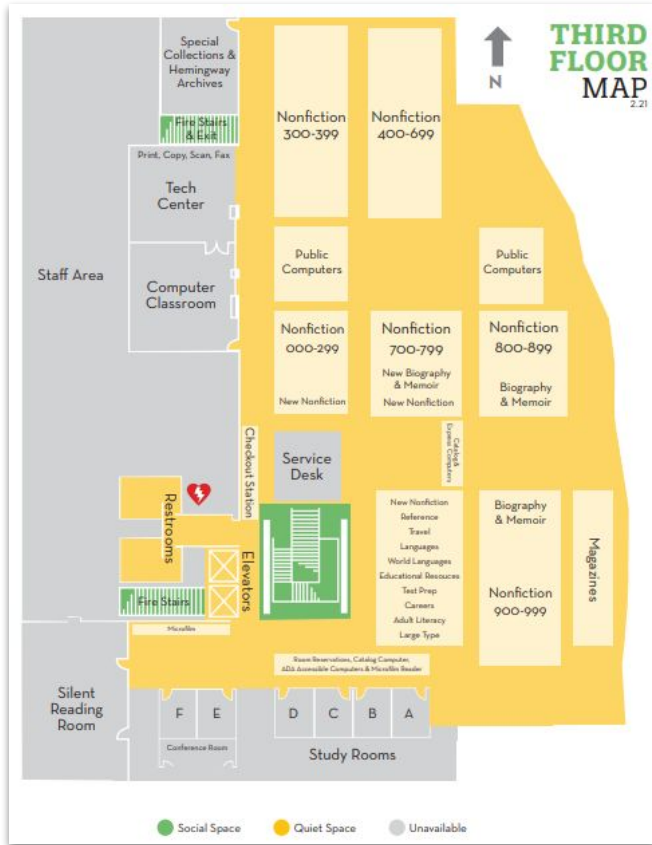 THIRD
FLOOR
MAP
2.21
N
Special
Collections &
Hemingway
Archives
Fire Stairs
& Exit
Print, Copy, Scan, Fax
Tech
Center
Staff Area
Computer
Classroom
Nonfiction
300-399
Nonfiction
400-699
Public
Computers
Public
Computers
Nonfiction
000-299
New Nonfiction
Nonfiction
700-799
New Biography
& Memoir
New Nonfiction
Nonfiction
800-899
Biography
& Memoir
Checkout Station
Service
Desk
Catalog &
Express Computers
Restrooms
Elevators
Fire Stairs
New Nonfiction
Reference
Travel
Languages
World Languages
Educational Resouces
Test Prep
Careers
Adult Literacy
Large Type
Biography
& Memoir
Nonfiction
900-999
Magazines
Microfilm
Room Reservations, Catalog Computer,
ADA Accessible Computers & Microfilm Reader
Silent
Reading
Room
F
E
D
C
B
A
Conference Room
Study Rooms
Social Space
Quiet Space
Unavailable